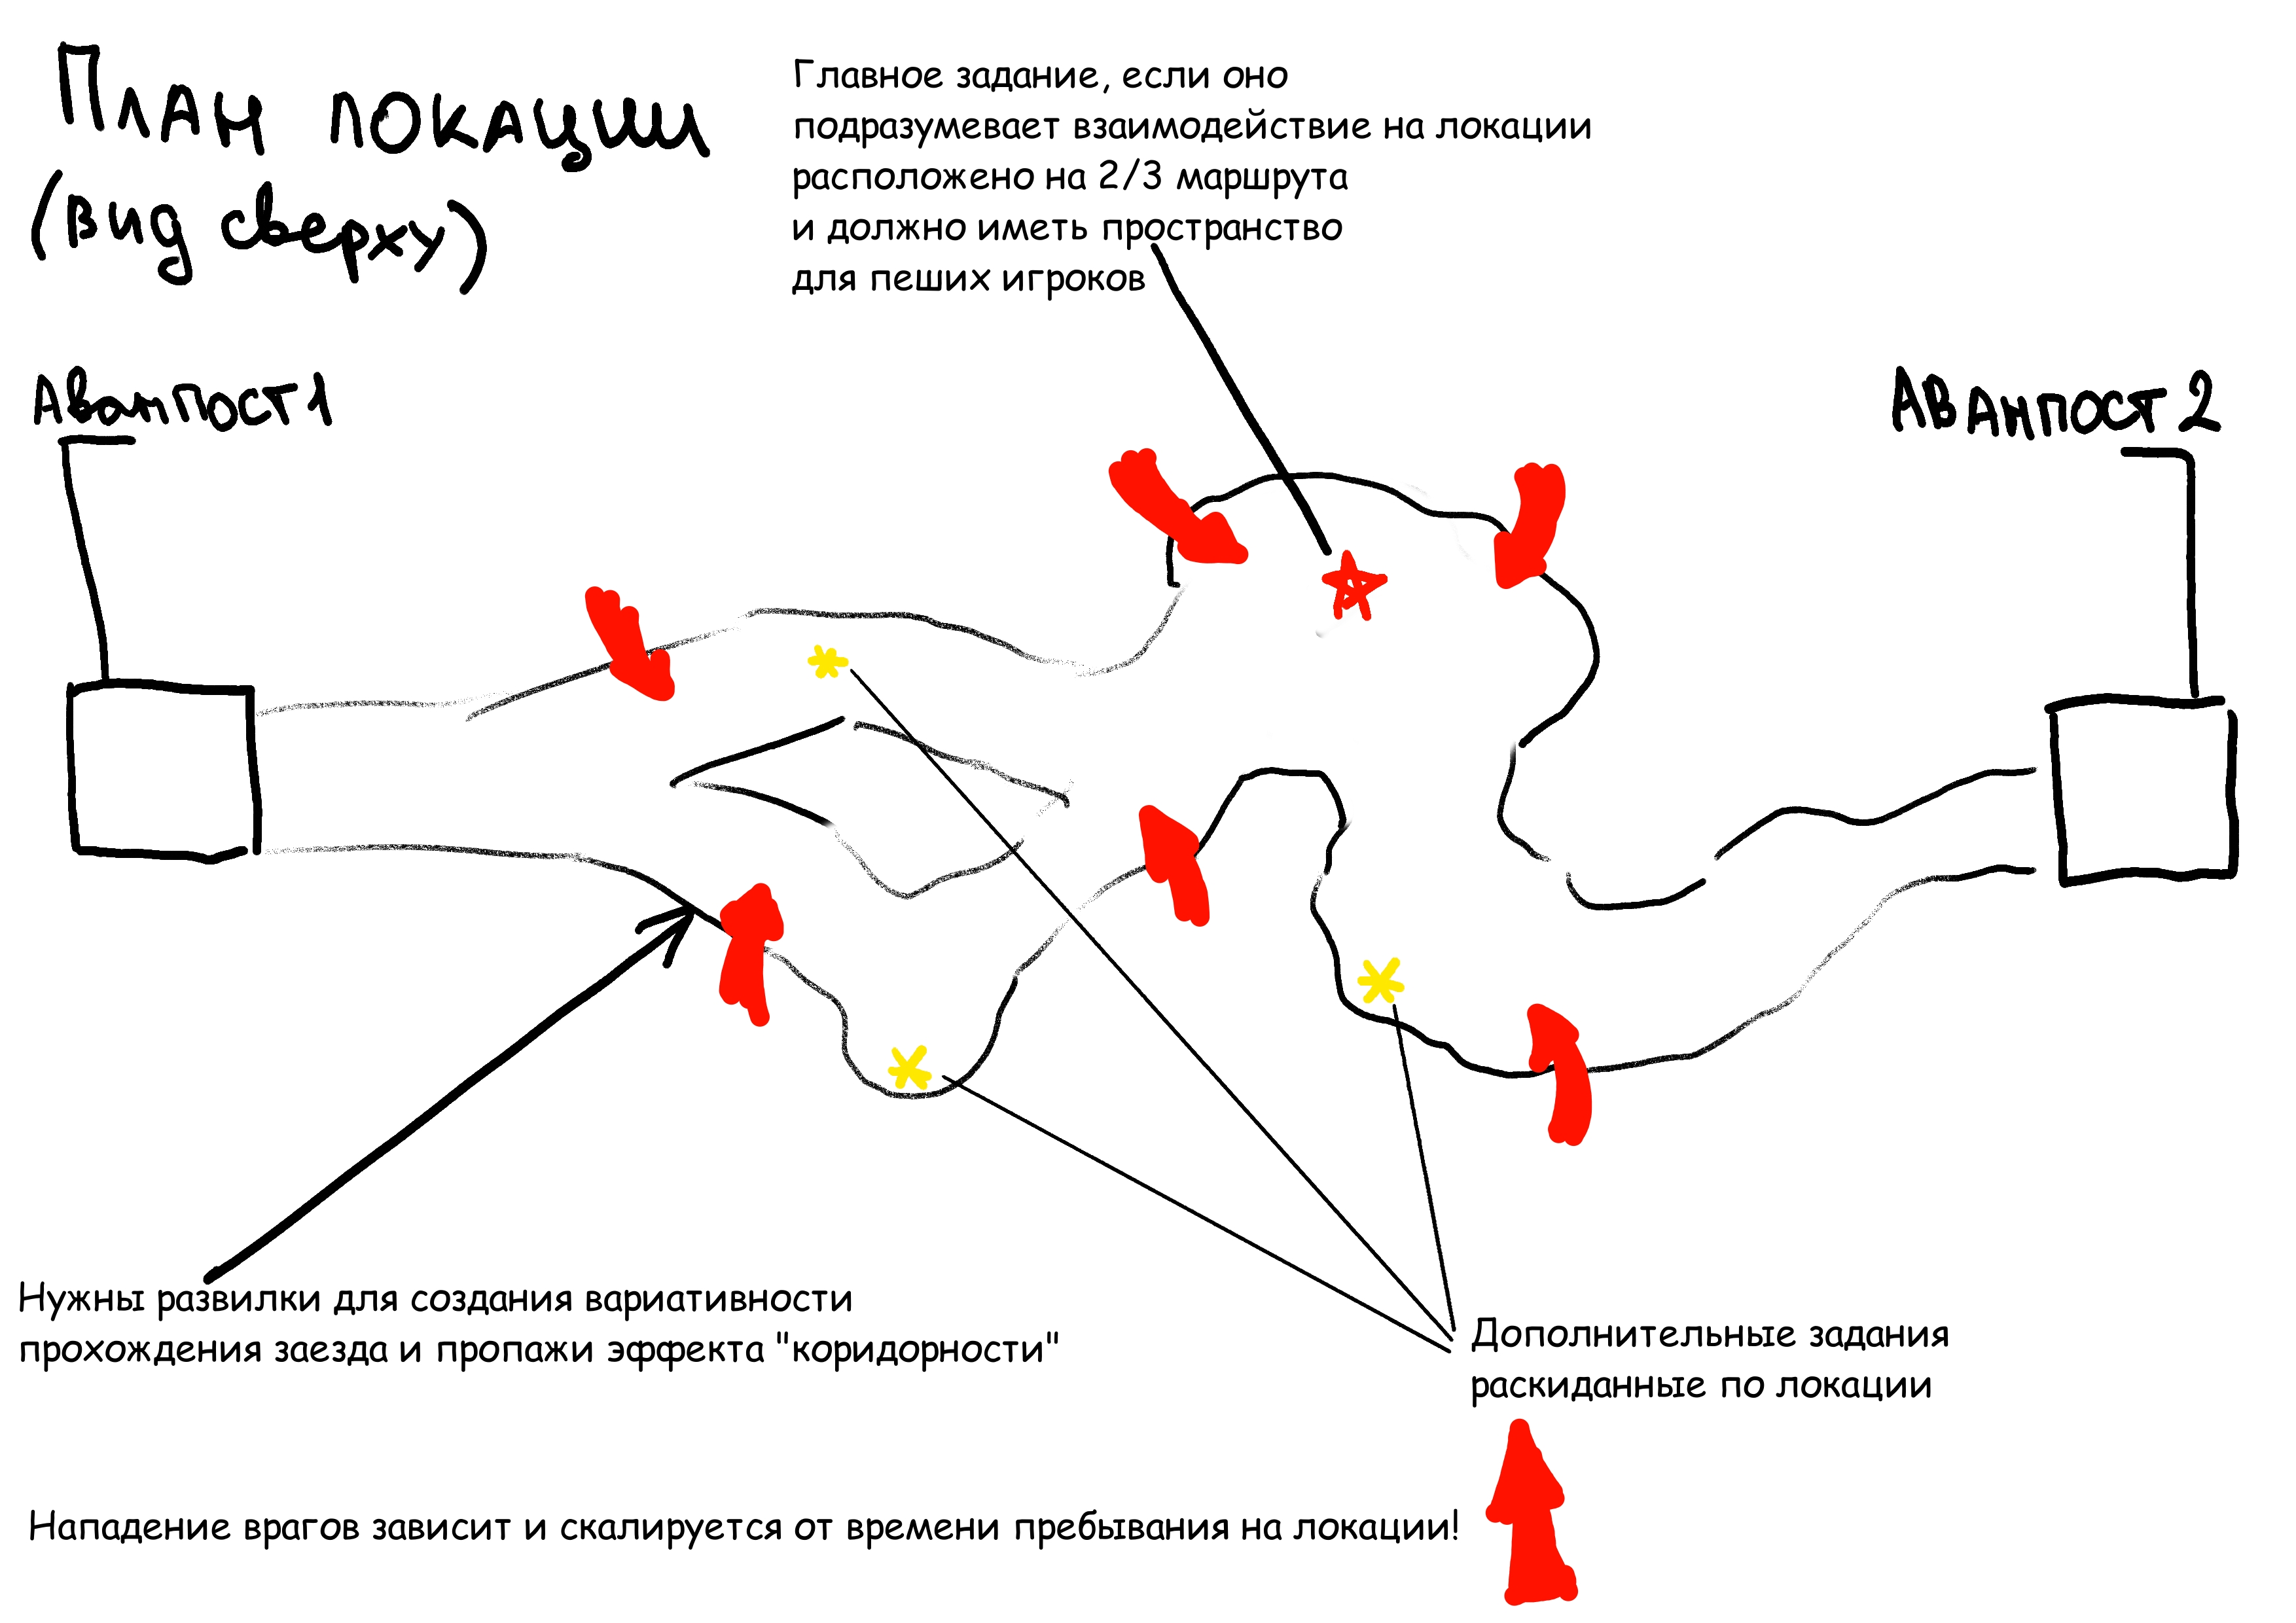 План локации
(вид сверху)
Главное задание, если оно
подразумевает взаимодействие на локации
расположено на 2/3 маршрута
и должно иметь пространство
для пеших игроков
Аванпост 1
Аванпост 2
Нужны развилки для создания вариативности
прохождения заезда и пропажи эффекта "коридорности"
Дополнительные задания
раскиданные по локации
Нападение врагов зависит и скалируется от времени пребывания на локации!